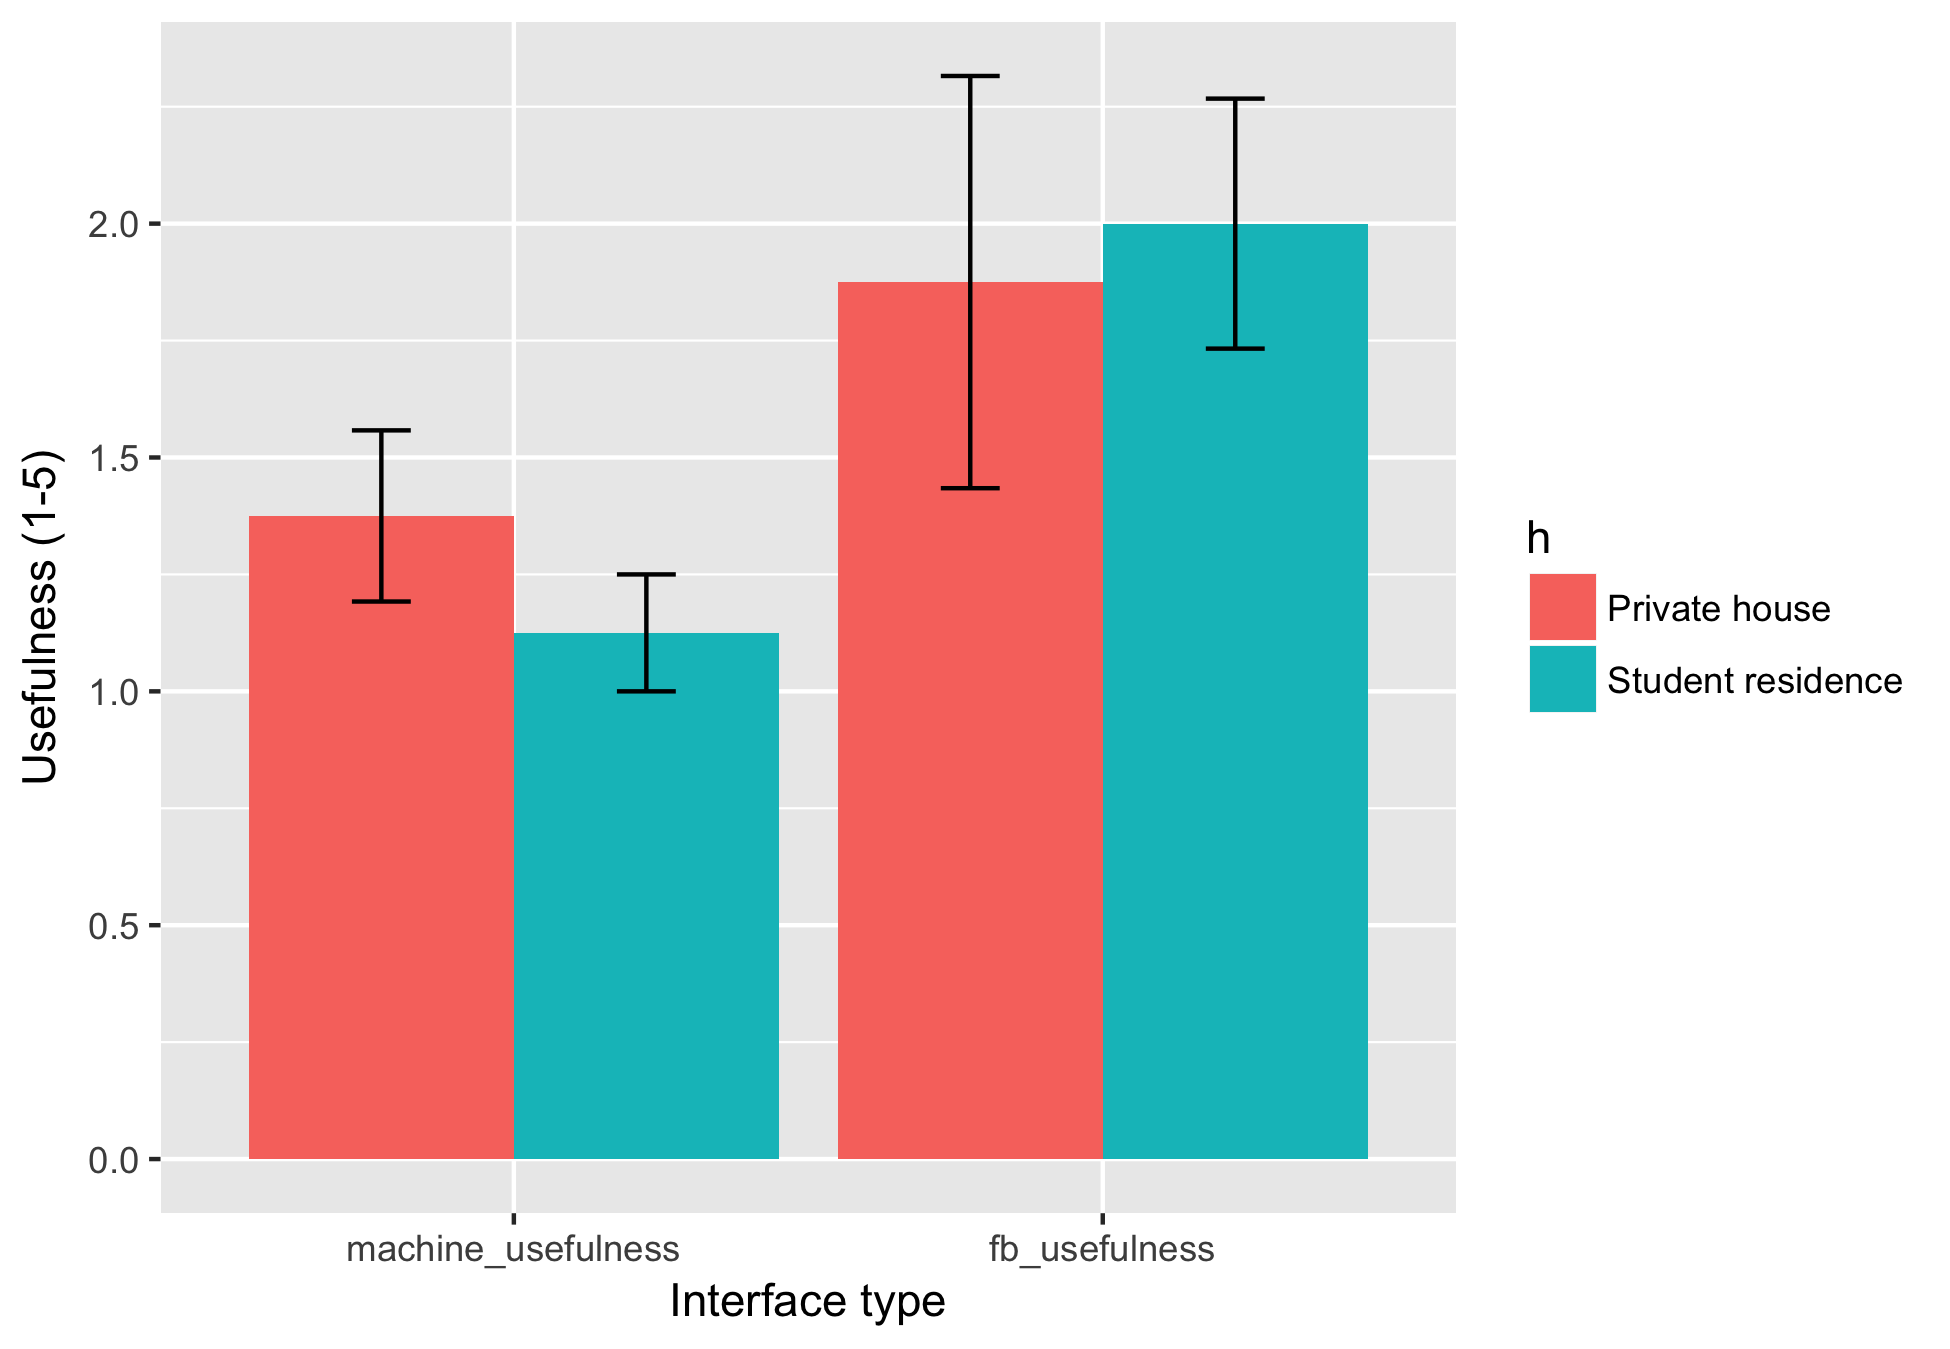 Usefulness (1-5)
2.0
1.5
1.0
0.5
0.0
machine_usefulness
fb_usefulness
Interface type
h
Private house
Student residence